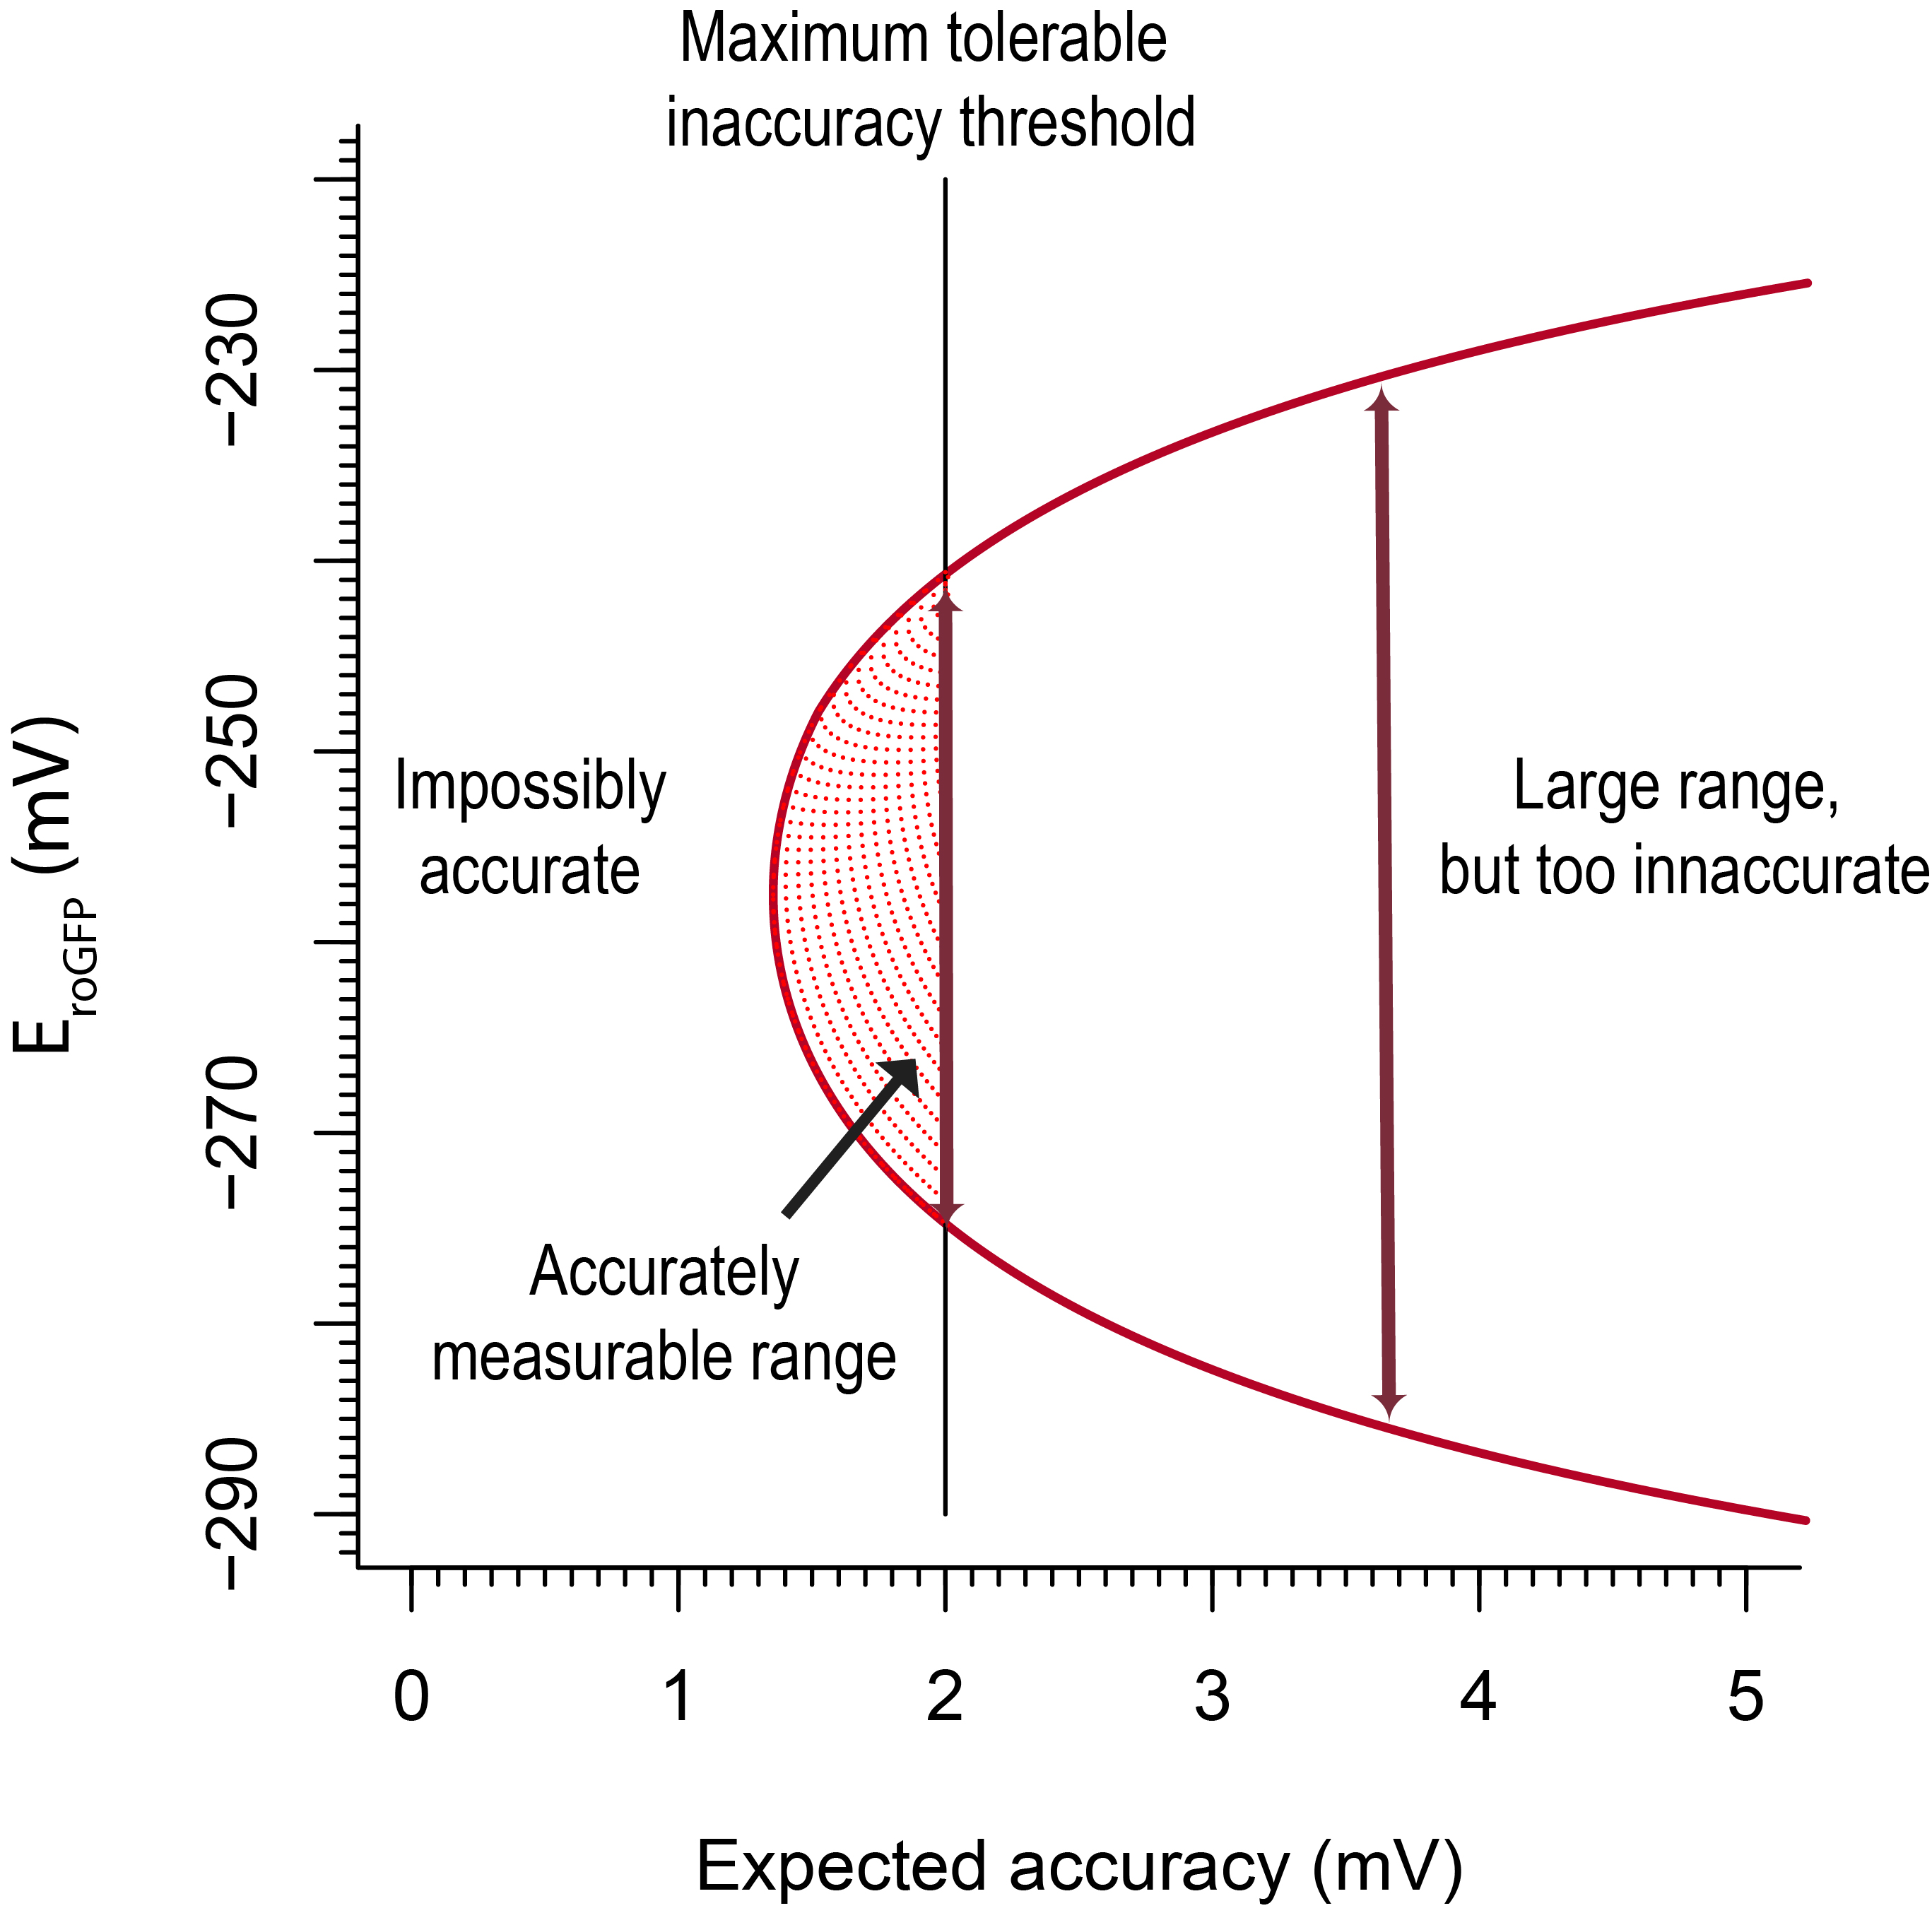 Maximum tolerable
inaccuracy threshold
−230
−250
−270
−290
EroGFP (mV)
Impossibly
accurate
Large range,
but too innaccurate
Accurately
measurable range
0 1 2 3 4 5
Expected accuracy (mV)